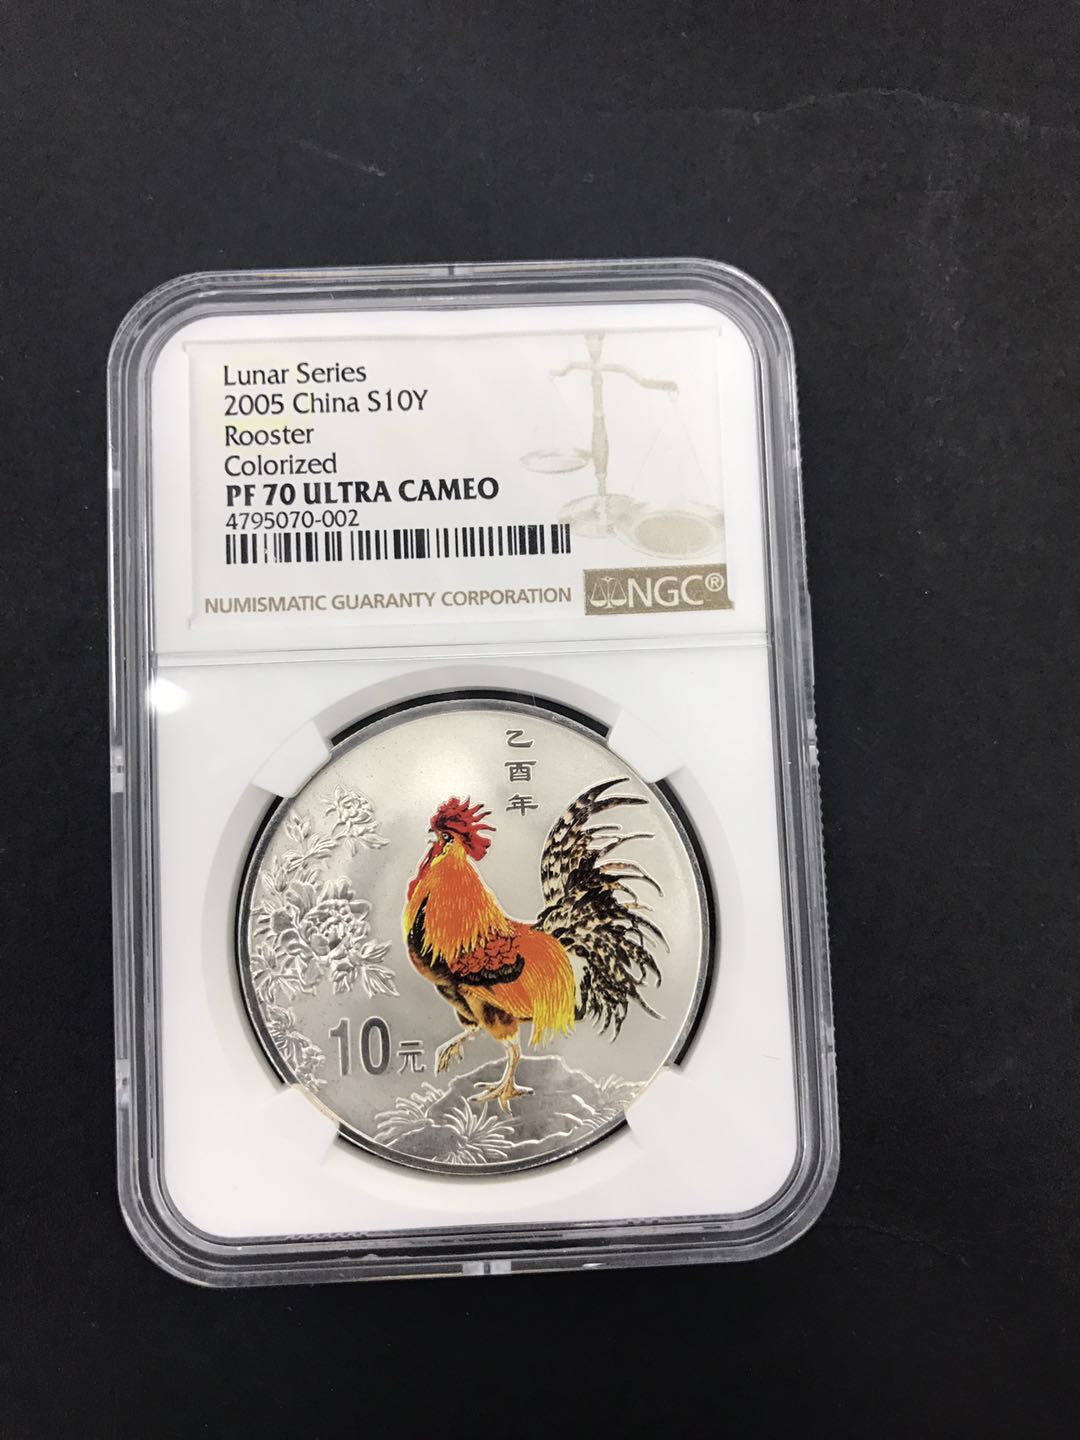 Lunar Series
2005 China S10Y
Rooster
Colorized
PF 70 ULTRA CAMEO
4795070-002
NUMISMATIC GUARANTY CORPORATION
NGC®
乙酉年
10元